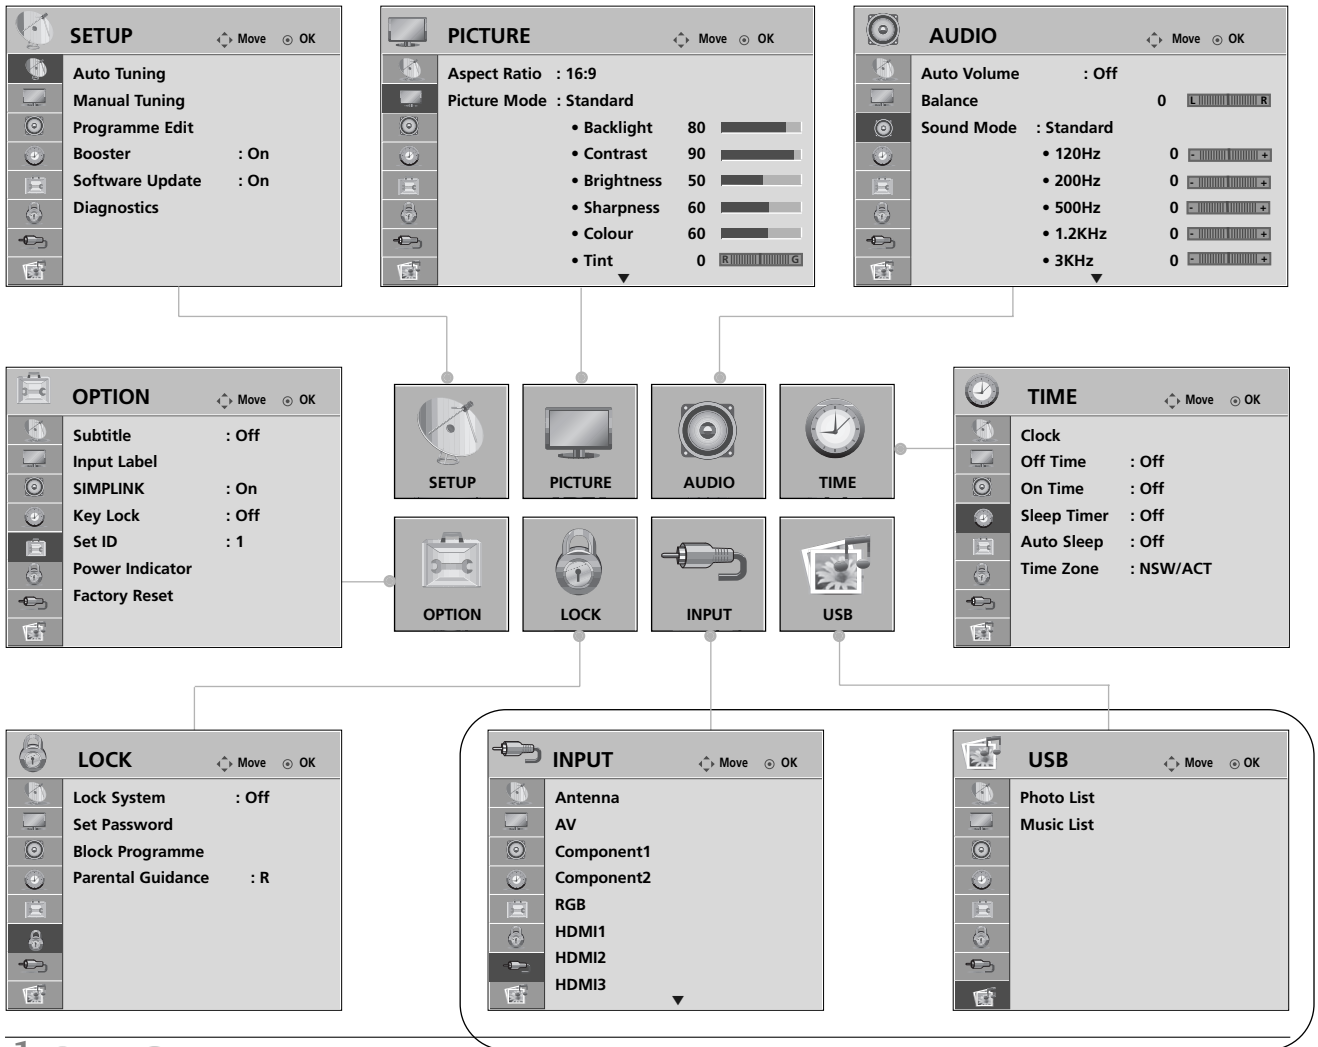 SETUP Move OK
Auto Tuning
Manual Tuning
Programme Edit
Booster : On
Software Update : On
Diagnostics
PICTURE Move OK
Aspect Ratio : 16:9
Picture Mode : Standard
• Backlight 80
• Contrast 90
• Brightness 50
• Sharpness 60
• Colour 60
• Tint 0 R G
AUDIO Move OK
Auto Volume : Off
Balance 0 L R
Sound Mode : Standard
• 120Hz 0 - +
• 200Hz 0 - +
• 500Hz 0 - +
• 1.2KHz 0 - +
• 3KHz 0 - +
OPTION Move OK
Subtitle : Off
Input Label
SIMPLINK : On
Key Lock : Off
Set ID : 1
Power Indicator
Factory Reset
SETUP
PICTURE
AUDIO
TIME
OPTION
LOCK
INPUT
USB
TIME Move OK
Clock
Off Time : Off
On Time : Off
Sleep Timer : Off
Auto Sleep : Off
Time Zone : NSW/ACT
LOCK Move OK
Lock System : Off
Set Password
Block Programme
Parental Guidance : R
INPUT Move OK
Antenna
AV
Component1
Component2
RGB
HDMI1
HDMI2
HDMI3
USB Move OK
Photo List
Music List